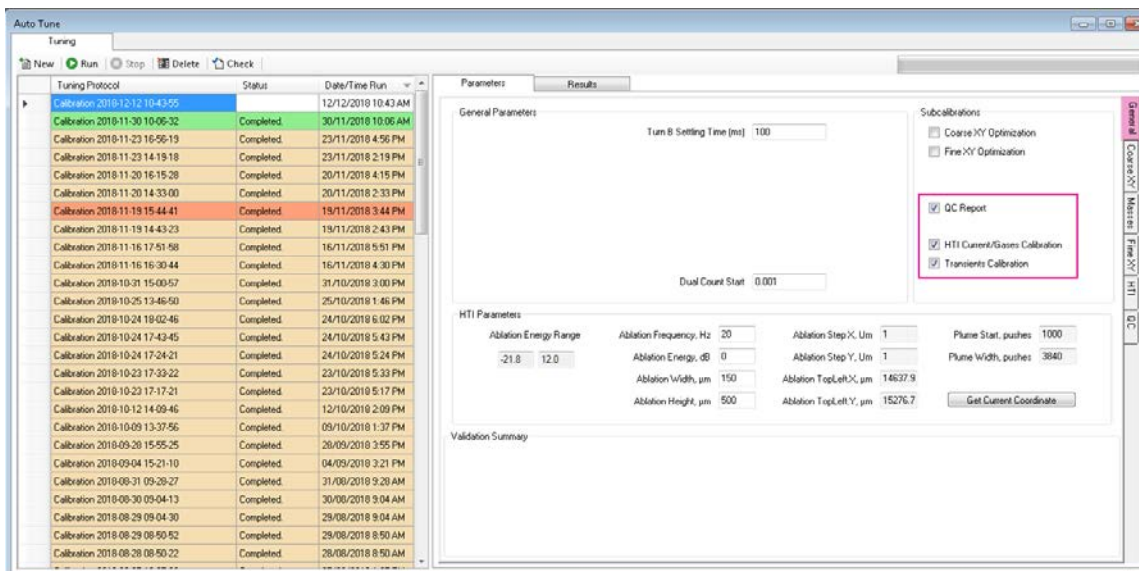 Auto Tune
Tuning
New Run Stop Delete Check
Tuning Protocol Status Date/Time Run
Calibration 2018-12-12 10-43-55 12/12/2018 10:43 AM
Calibration 2018-11-30 10-06-32 Completed. 30/11/2018 10:06 AM
Calibration 2018-11-23 16-56-19 Completed. 23/11/2018 4:56 PM
Calibration 2018-11-23 14-19-18 Completed. 23/11/2018 2:19 PM
Calibration 2018-11-20 16-15-28 Completed. 20/11/2018 4:15 PM
Calibration 2018-11-20 14-33-00 Completed. 20/11/2018 2:33 PM
Calibration 2018-11-19 15-44-41 Completed. 19/11/2018 3:44 PM
Calibration 2018-11-19 14-43-23 Completed. 19/11/2018 2:43 PM
Calibration 2018-11-16 17-51-58 Completed. 16/11/2018 5:51 PM
Calibration 2018-11-16 16-30-44 Completed. 16/11/2018 4:30 PM
Calibration 2018-10-31 15-00-57 Completed. 31/10/2018 3:00 PM
Calibration 2018-10-25 13-46-50 Completed. 25/10/2018 1:46 PM
Calibration 2018-10-24 18-02-46 Completed. 24/10/2018 6:02 PM
Calibration 2018-10-24 17-43-45 Completed. 24/10/2018 5:43 PM
Calibration 2018-10-24 17-24-21 Completed. 24/10/2018 5:24 PM
Calibration 2018-10-23 17-33-22 Completed. 23/10/2018 5:33 PM
Calibration 2018-10-23 17-17-21 Completed. 23/10/2018 5:17 PM
Calibration 2018-10-12 14-09-46 Completed. 12/10/2018 2:09 PM
Calibration 2018-10-09 13-37-56 Completed. 09/10/2018 1:37 PM
Calibration 2018-09-28 15-55-25 Completed. 28/09/2018 3:55 PM
Calibration 2018-09-04 15-21-10 Completed. 04/09/2018 3:21 PM
Calibration 2018-08-31 09-28-27 Completed. 31/08/2018 9:28 AM
Calibration 2018-08-30 09-04-13 Completed. 30/08/2018 9:04 AM
Calibration 2018-08-29 09-04-30 Completed. 29/08/2018 9:04 AM
Calibration 2018-08-29 08-50-52 Completed. 29/08/2018 8:50 AM
Calibration 2018-08-28 08-50-22 Completed. 28/08/2018 8:50 AM
Parameters Results
General Parameters
Turn 8 Settling Time (ms) 100
Dual Count Start 0.001
Subcalibrations
Coarse XY Optimization
Fine XY Optimization
QC Report
HTI Current/Gases Calibration
Transients Calibration
HTI Parameters
Ablation Energy Range Ablation Frequency, Hz 20 Ablation Step X, Um 1 Plume Start, pushes 1000
-21.8 12.0 Ablation Energy, dB 0 Ablation Step Y, Um 1 Plume Width, pushes 3840
Ablation Width, μm 150 Ablation TopLeft.X, μm 14637.9
Ablation Height, μm 500 Ablation TopLeft.Y, μm 15276.7 Get Current Coordinate
Validation Summary
General
Coarse XY
Masses
Fine XY
HTI
QC